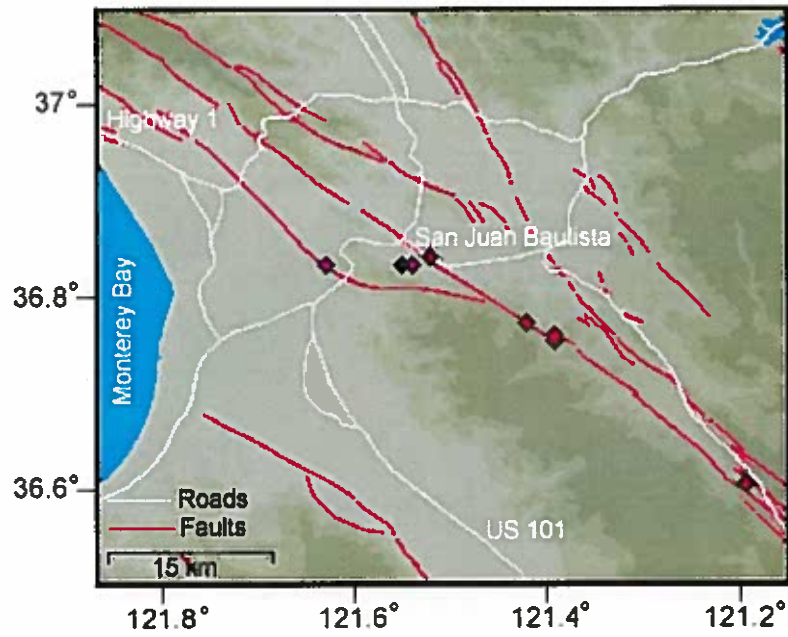 37°
Highway 1
San Juan Bautista
36.8°
Monterey Bay
36.6°
Roads
Faults
US 101
15 km
121.8°
121.6°
121.4°
121.2°